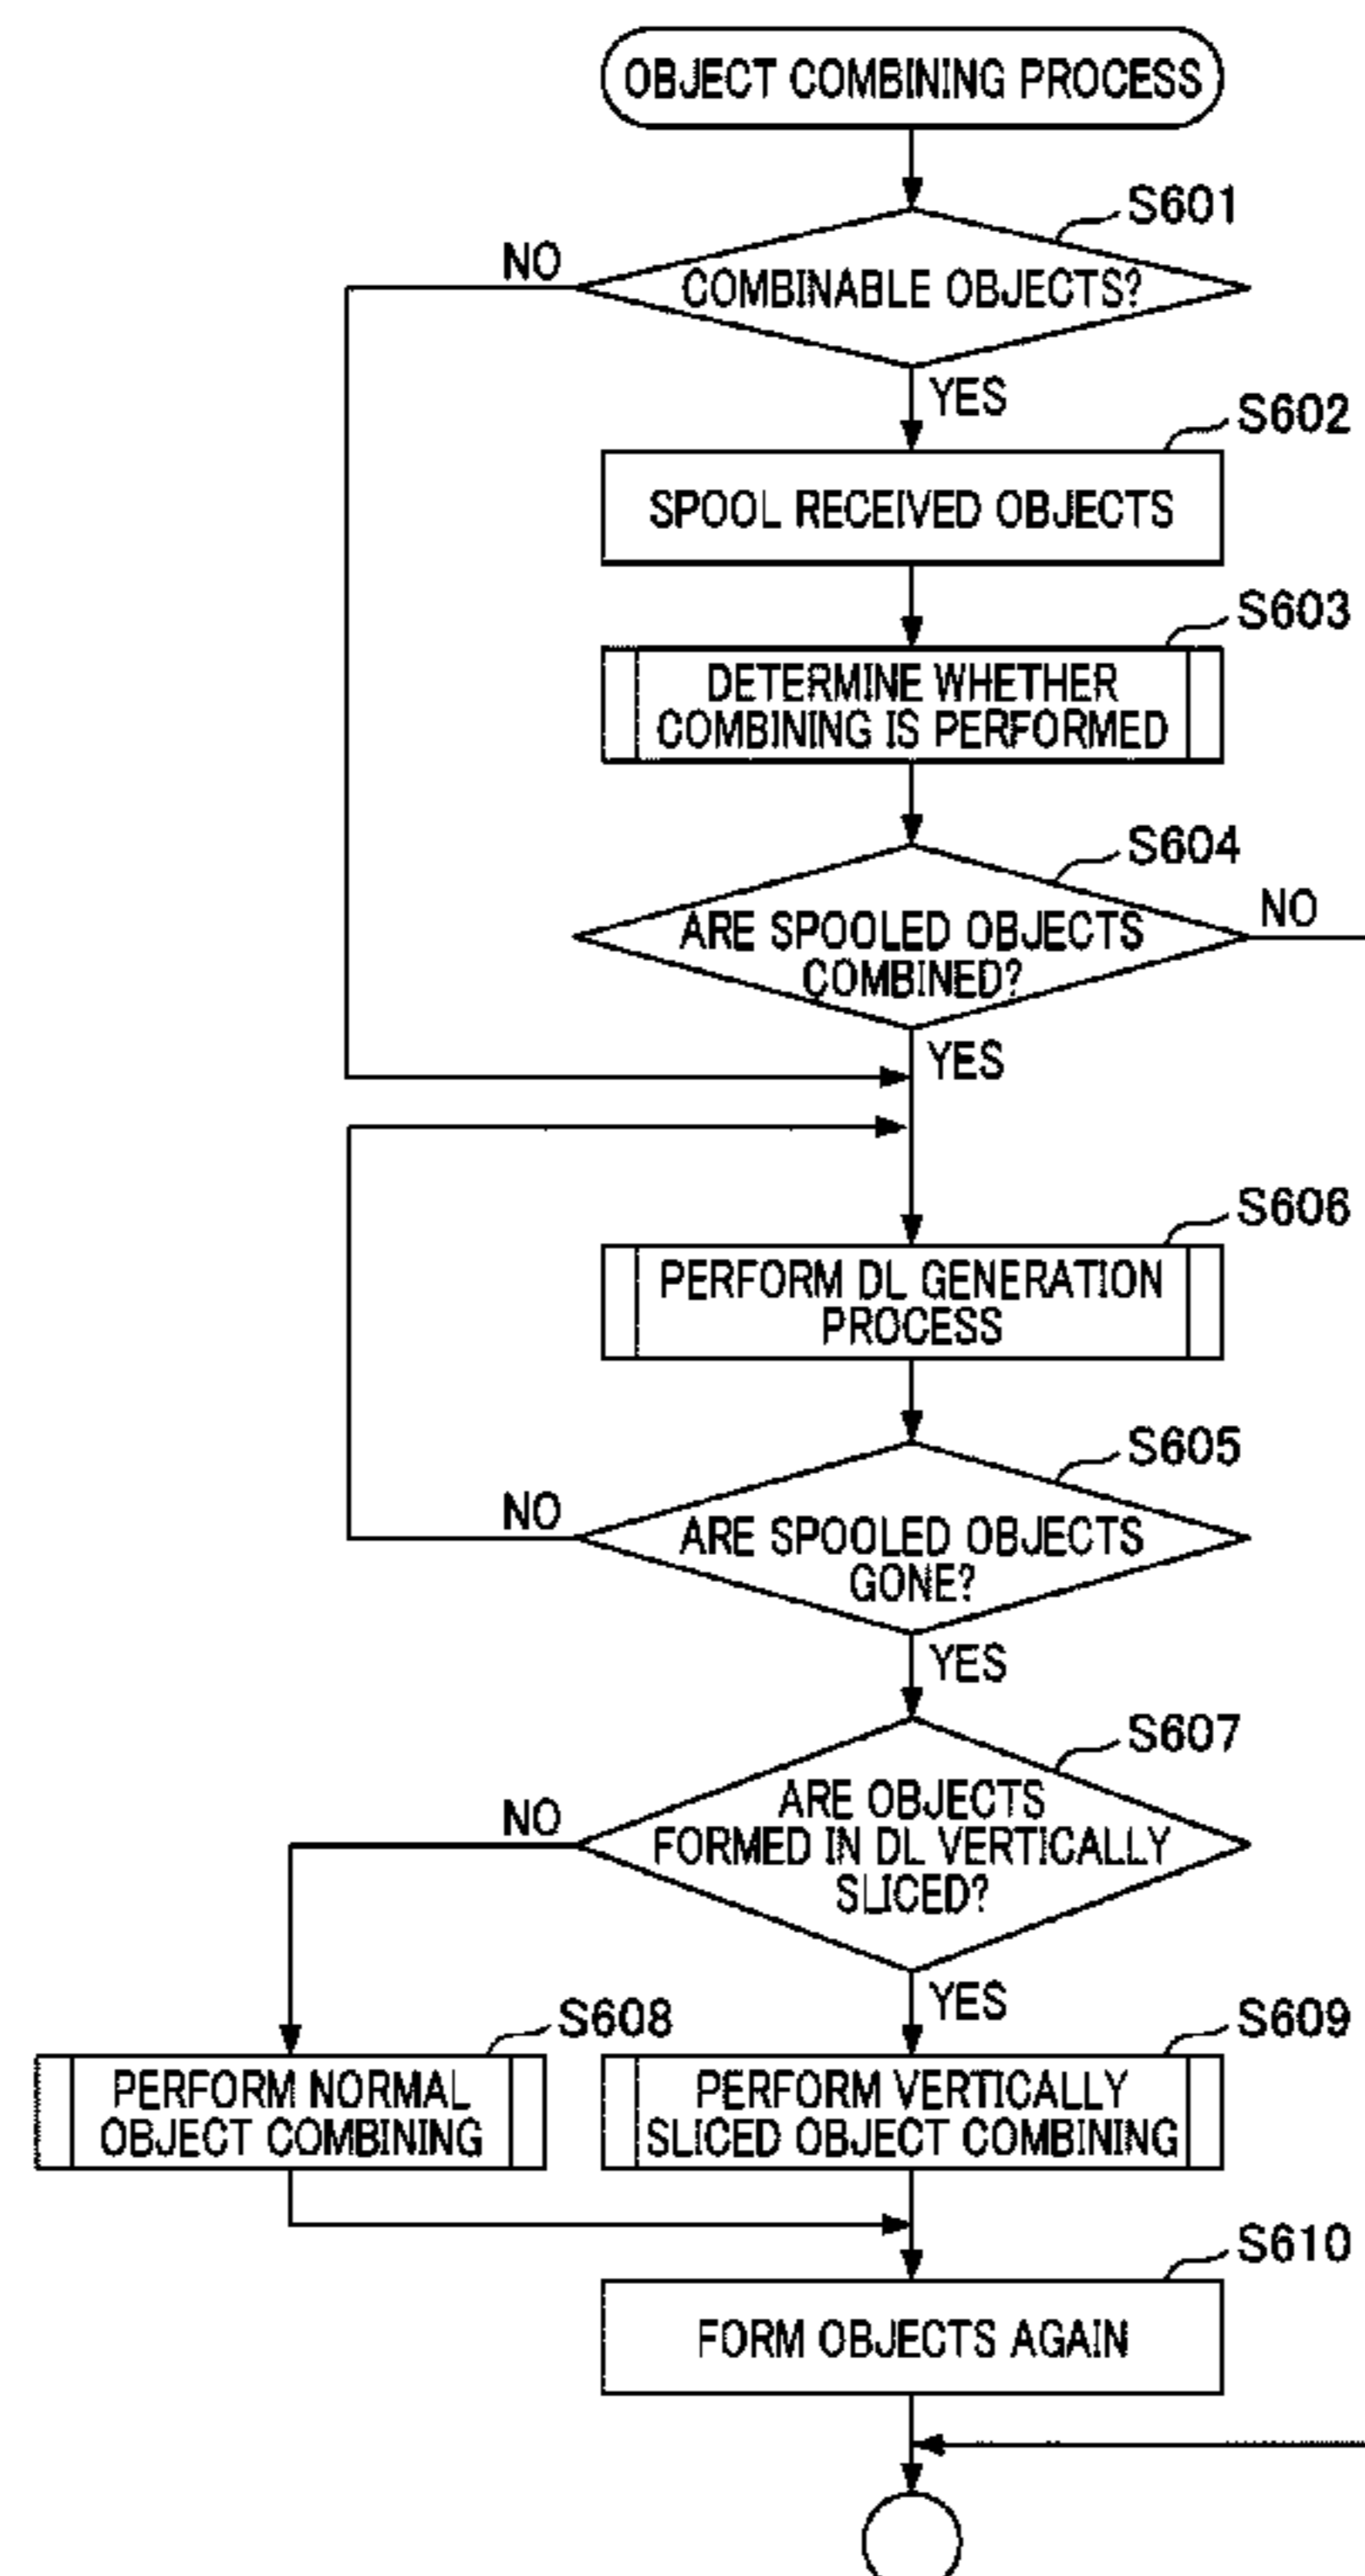 OBJECT COMBINING PROCESS
S601
NO
COMBINABLE OBJECTS?
YES
S602
SPOOL RECEIVED OBJECTS
S603
DETERMINE WHETHER
COMBINING IS PERFORMED
S604
NO
ARE SPOOLED OBJECTS
COMBINED?
YES
S606
PERFORM DL GENERATION
PROCESS
S605
NO
ARE SPOOLED OBJECTS
GONE?
YES
S607
NO
ARE OBJECTS
FORMED IN DL VERTICALLY
SLICED?
YES
S608
S609
PERFORM NORMAL
OBJECT COMBINING
PERFORM VERTICALLY
SLICED OBJECT COMBINING
S610
FORM OBJECTS AGAIN